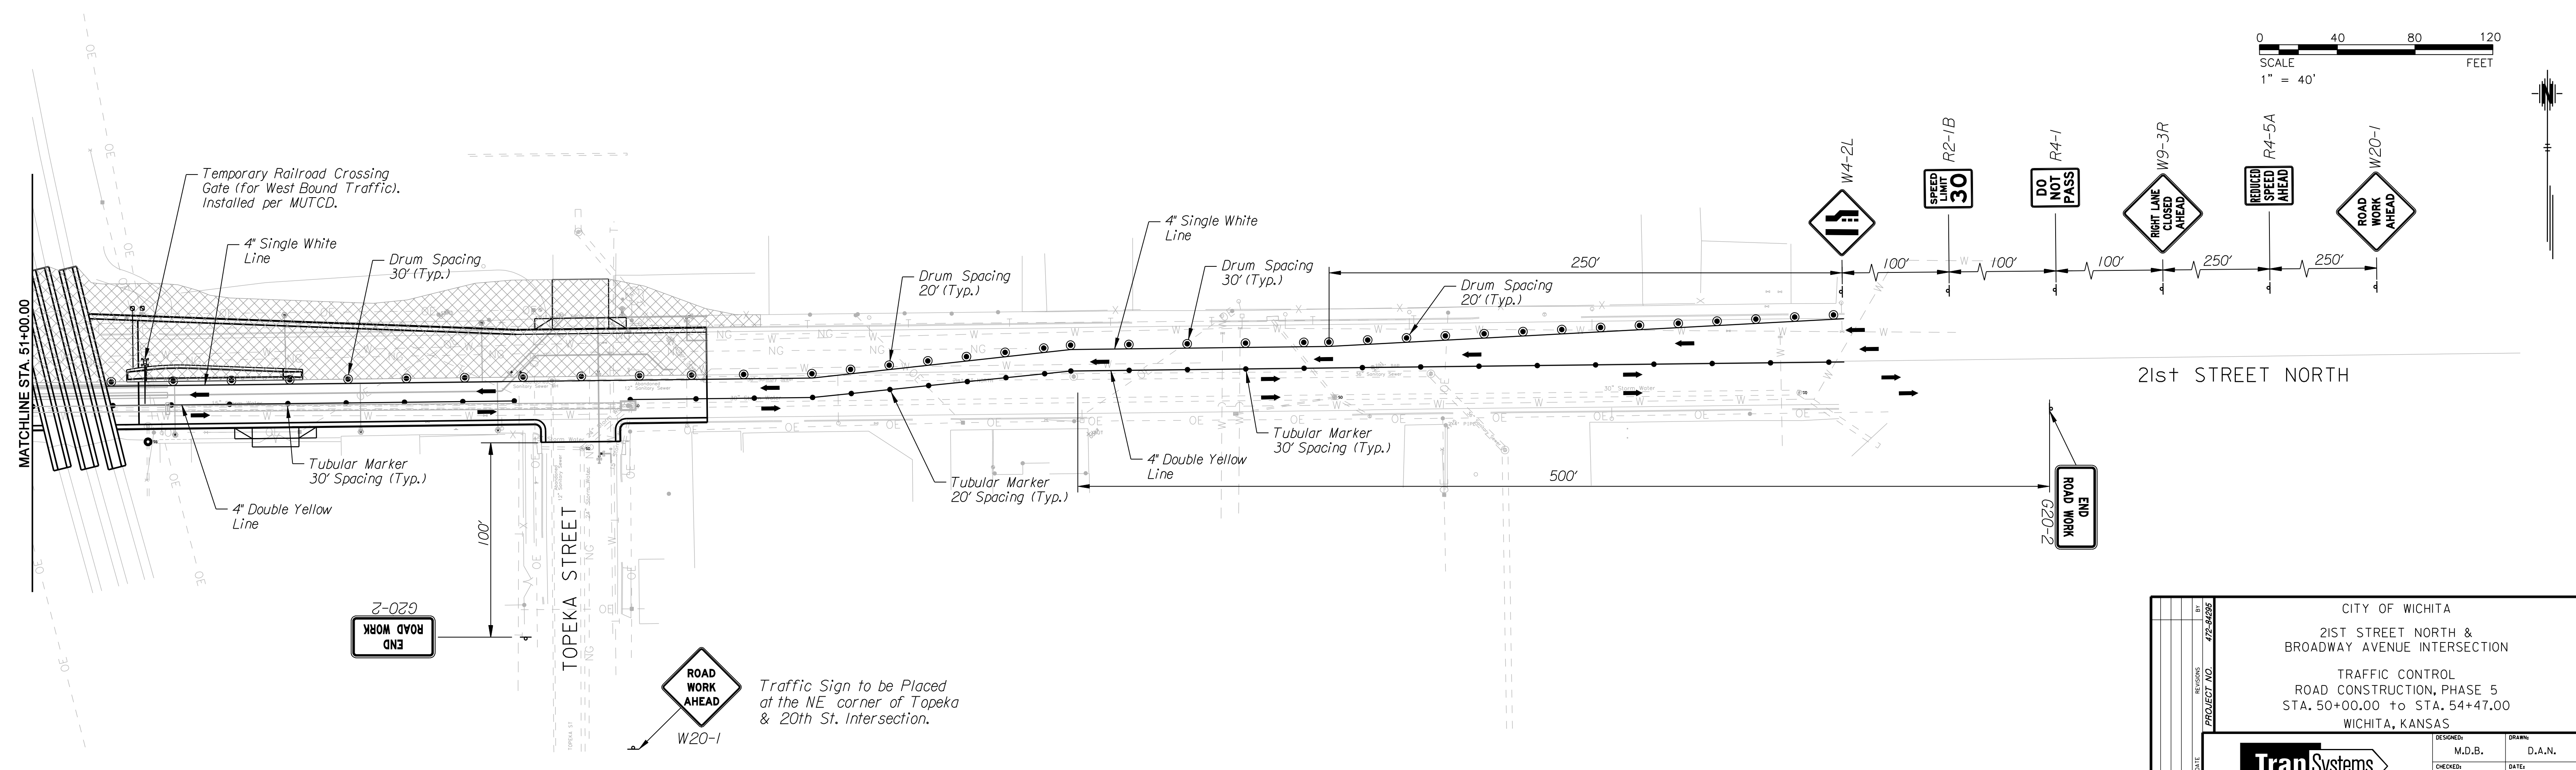 0 40 80 120
SCALE FEET
1" = 40'
N
Temporary Railroad Crossing
Gate (for West Bound Traffic).
Installed per MUTCD.
4" Single White
Line
Drum Spacing
30' (Typ.)
Drum Spacing
20' (Typ.)
4" Single White
Line
Drum Spacing
30' (Typ.)
Drum Spacing
20' (Typ.)
250'
100'
100'
100'
250'
250'
W4-2L
R2-1B
R4-1
W9-3R
R4-5A
W20-1
SPEED
LIMIT
30
DO
NOT
PASS
RIGHT LANE
CLOSED
AHEAD
REDUCED
SPEED
AHEAD
ROAD
WORK
AHEAD
MATCHLINE STA. 51+00.00
21st STREET NORTH
Tubular Marker
30' Spacing (Typ.)
4" Double Yellow
Line
Tubular Marker
20' Spacing (Typ.)
4" Double Yellow
Line
Tubular Marker
30' Spacing (Typ.)
500'
END
ROAD WORK
G20-2
100'
TOPEKA STREET
G20-2
END
ROAD WORK
ROAD
WORK
AHEAD
W20-1
Traffic Sign to be Placed
at the NE corner of Topeka
& 20th St. Intersection.
30" Storm Water
TOPEKA ST
CITY OF WICHITA
21ST STREET NORTH &
BROADWAY AVENUE INTERSECTION
TRAFFIC CONTROL
ROAD CONSTRUCTION, PHASE 5
STA. 50+00.00 to STA. 54+47.00
WICHITA, KANSAS
PROJECT NO. 472-84295
REVISIONS
BY
DATE
TranSystems
DESIGNED: M.D.B.
DRAWN: D.A.N.
CHECKED:
DATE: